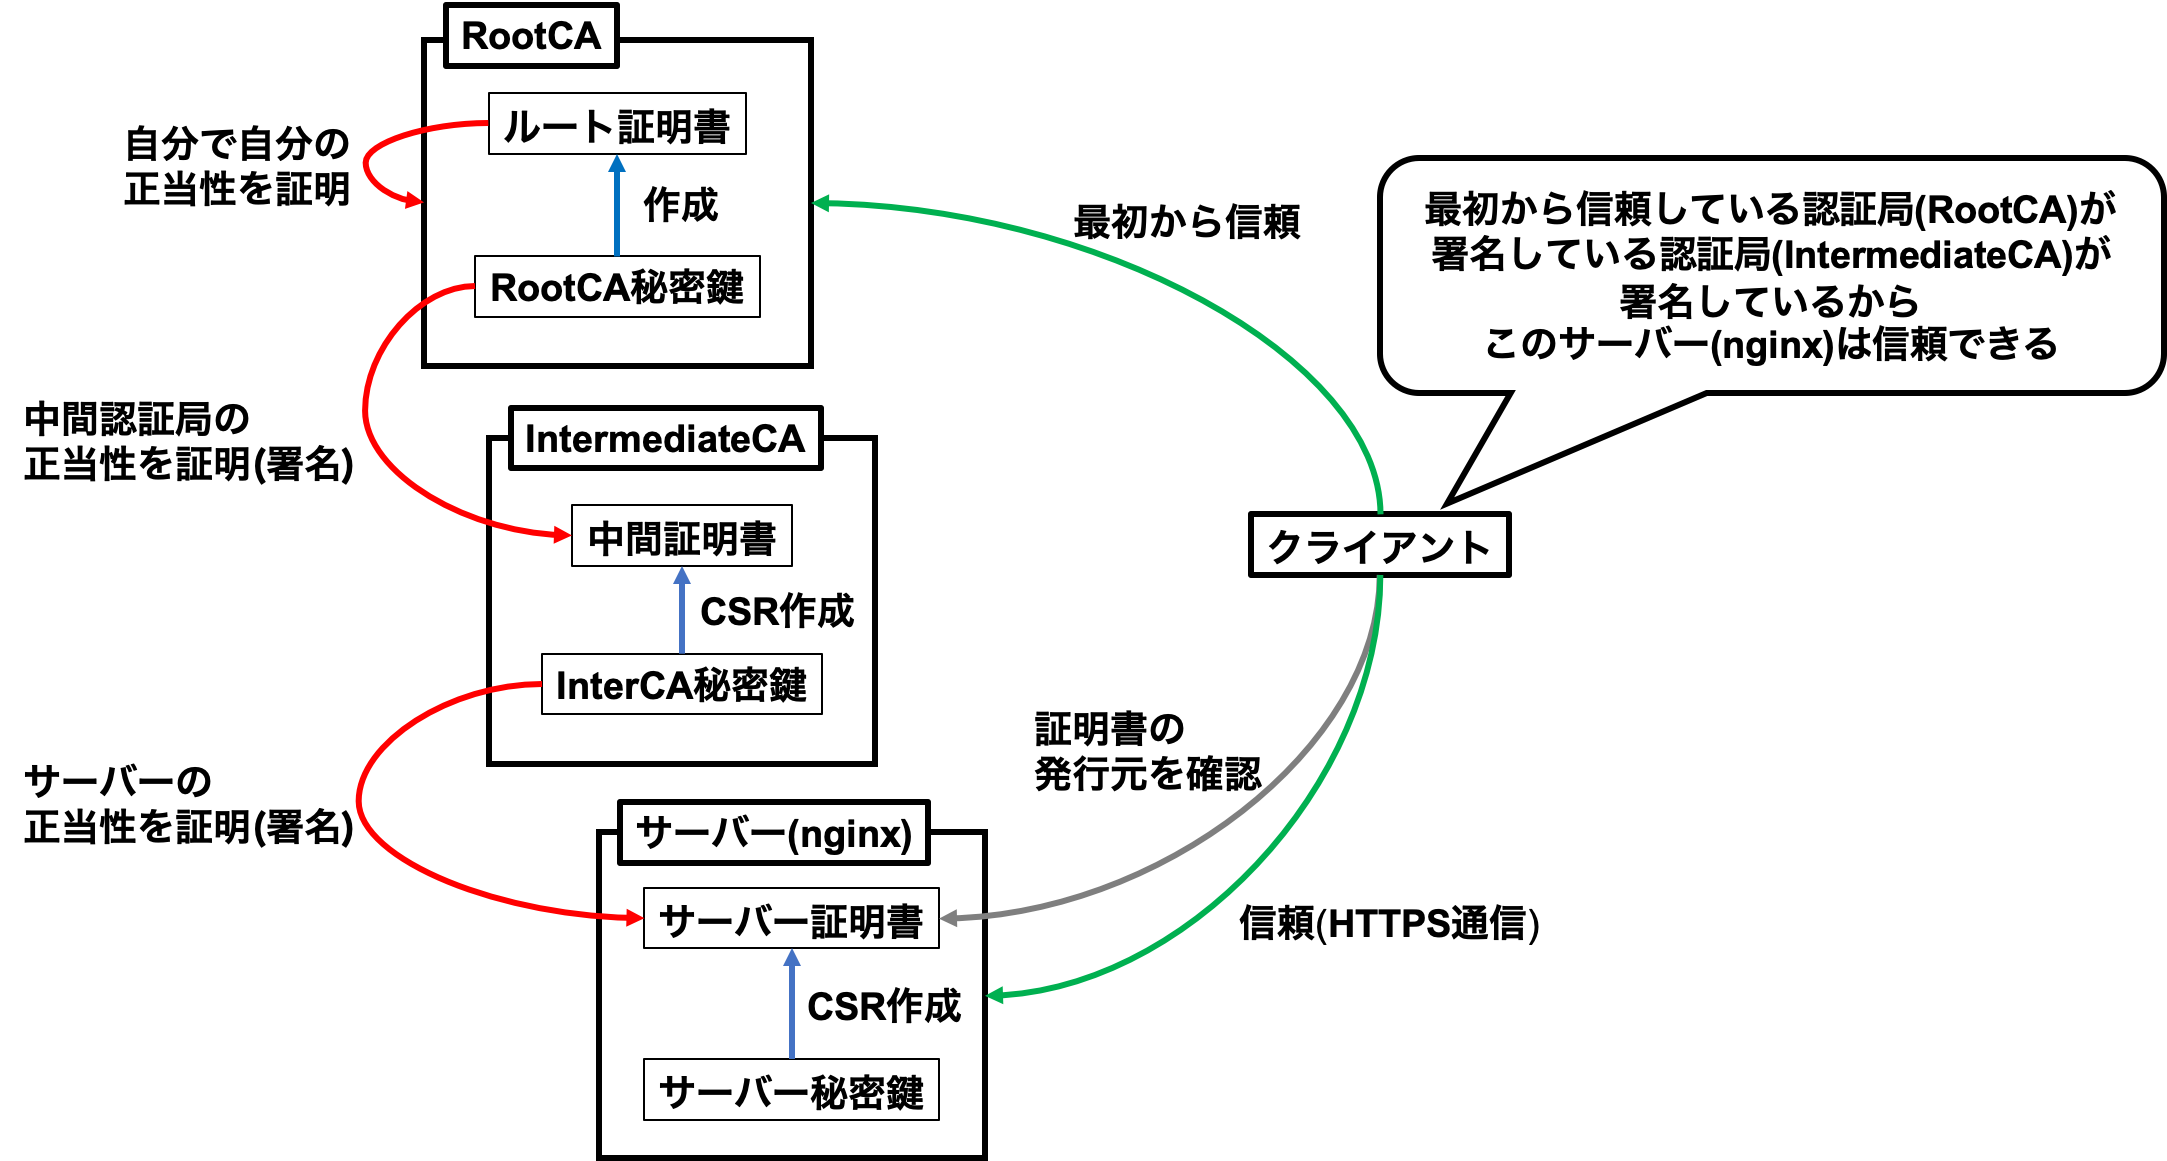 RootCA
ルート証明書
自分で自分の
正当性を証明
作成
RootCA秘密鍵
最初から信頼
最初から信頼している認証局(RootCA)が
署名している認証局(IntermediateCA)が
署名しているから
このサーバー(nginx)は信頼できる
中間認証局の
正当性を証明(署名)
IntermediateCA
中間証明書
CSR作成
InterCA秘密鍵
クライアント
サーバーの
正当性を証明(署名)
証明書の
発行元を確認
サーバー(nginx)
サーバー証明書
CSR作成
サーバー秘密鍵
信頼(HTTPS通信)